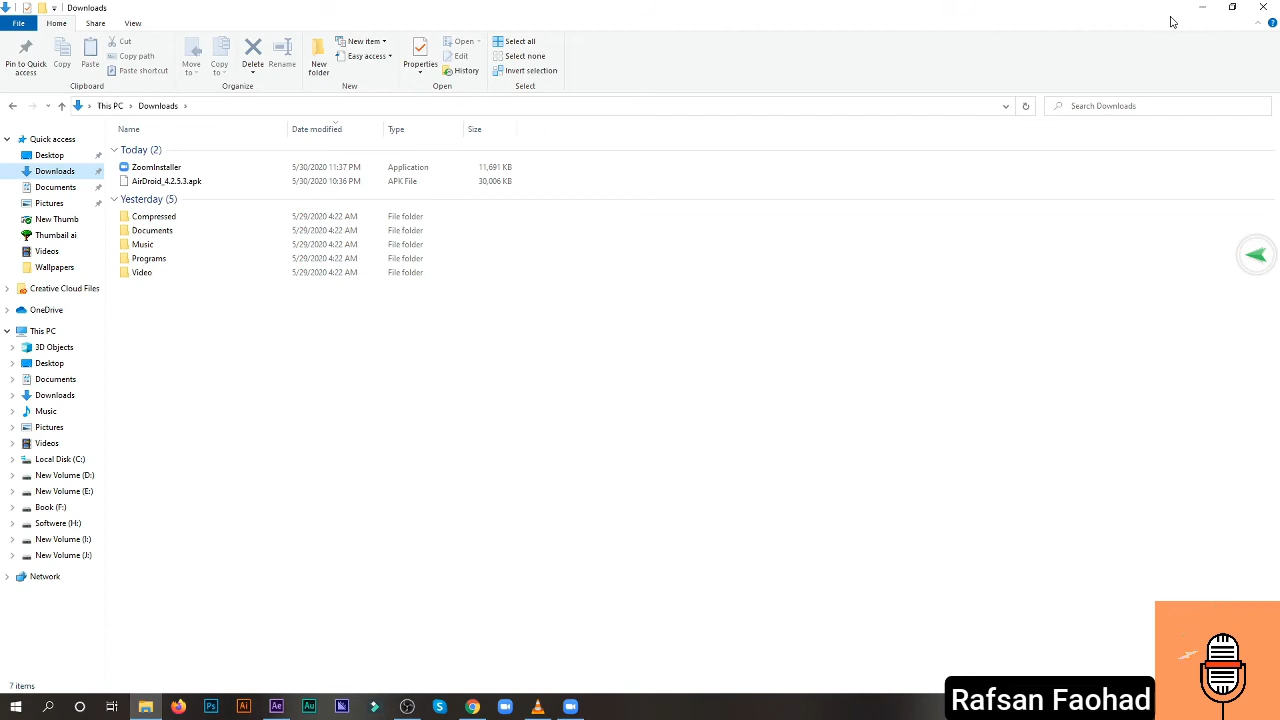 Downloads
File Home Share View
Pin to Quick access
Copy
Paste
Cut
Copy path
Paste shortcut
Clipboard
Move to
Copy to
Delete
Rename
Organize
New folder
New item
Easy access
New
Properties
Open
Edit
History
Open
Select all
Select none
Invert selection
Select
This PC > Downloads >
Search Downloads
Name Date modified Type Size
Today (2)
ZoomInstaller 5/30/2020 11:37 PM Application 11,691 KB
AirDroid_4.2.5.3.apk 5/30/2020 10:36 PM APK File 30,006 KB
Yesterday (5)
Compressed 5/29/2020 4:22 AM File folder
Documents 5/29/2020 4:22 AM File folder
Music 5/29/2020 4:22 AM File folder
Programs 5/29/2020 4:22 AM File folder
Video 5/29/2020 4:22 AM File folder
Quick access
Desktop
Downloads
Documents
Pictures
New Thumb
Thumbail ai
Videos
Wallpapers
Creative Cloud Files
OneDrive
This PC
3D Objects
Desktop
Documents
Downloads
Music
Pictures
Videos
Local Disk (C:)
New Volume (D:)
New Volume (E:)
Book (F:)
Softwere (H:)
New Volume (I:)
New Volume (J:)
Network
7 items
Ps Ai Ae Au
Rafsan Faohad